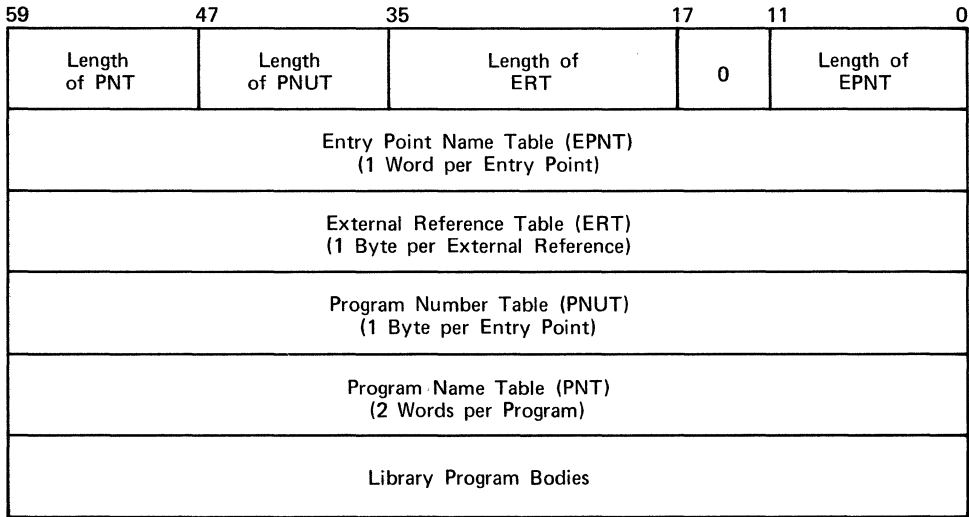 59 47 35 17 11 0
Length of PNT
Length of PNUT
Length of ERT
0
Length of EPNT
Entry Point Name Table (EPNT)
(1 Word per Entry Point)
External Reference Table (ERT)
(1 Byte per External Reference)
Program Number Table (PNUT)
(1 Byte per Entry Point)
Program Name Table (PNT)
(2 Words per Program)
Library Program Bodies